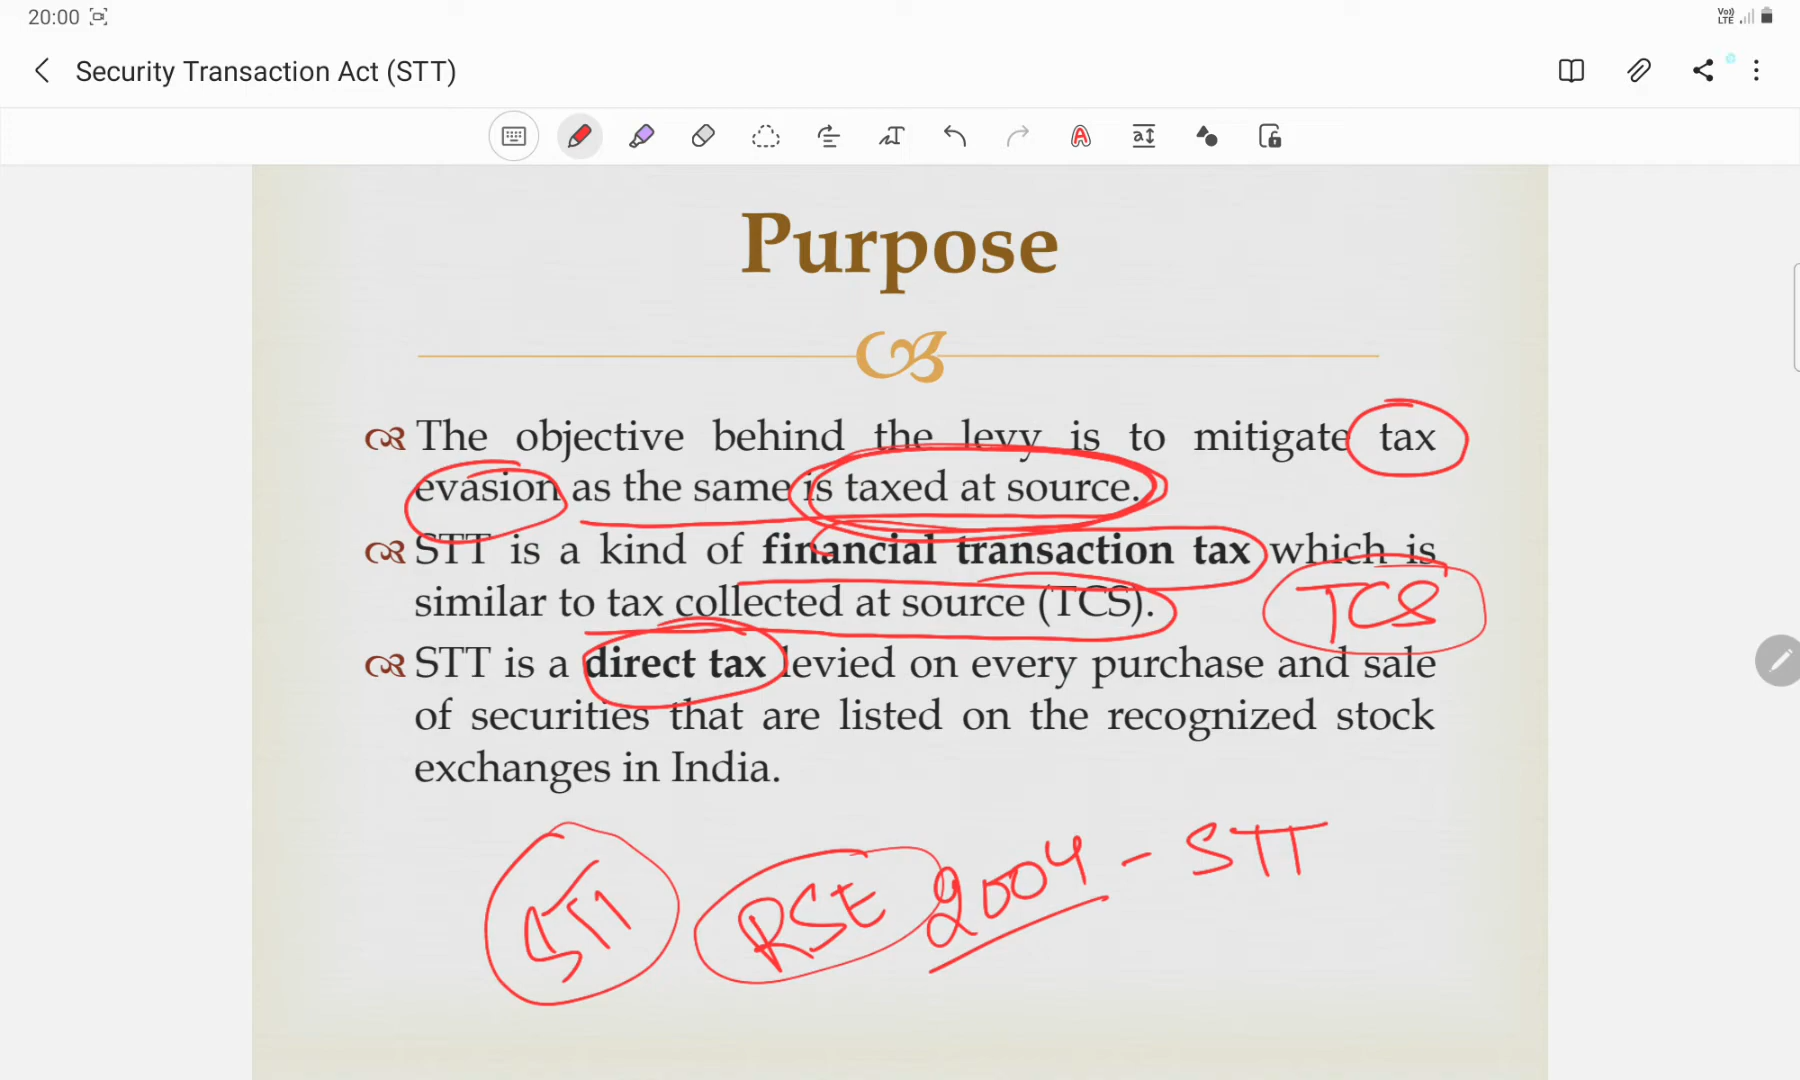 20:00
Vo)) LTE
Security Transaction Act (STT)
Purpose
The objective behind the levy is to mitigate tax
evasion as the same is taxed at source.
STT is a kind of financial transaction tax which is
similar to tax collected at source (TCS).
TCS
STT is a direct tax levied on every purchase and sale
of securities that are listed on the recognized stock
exchanges in India.
STT RSE 2004 - STT